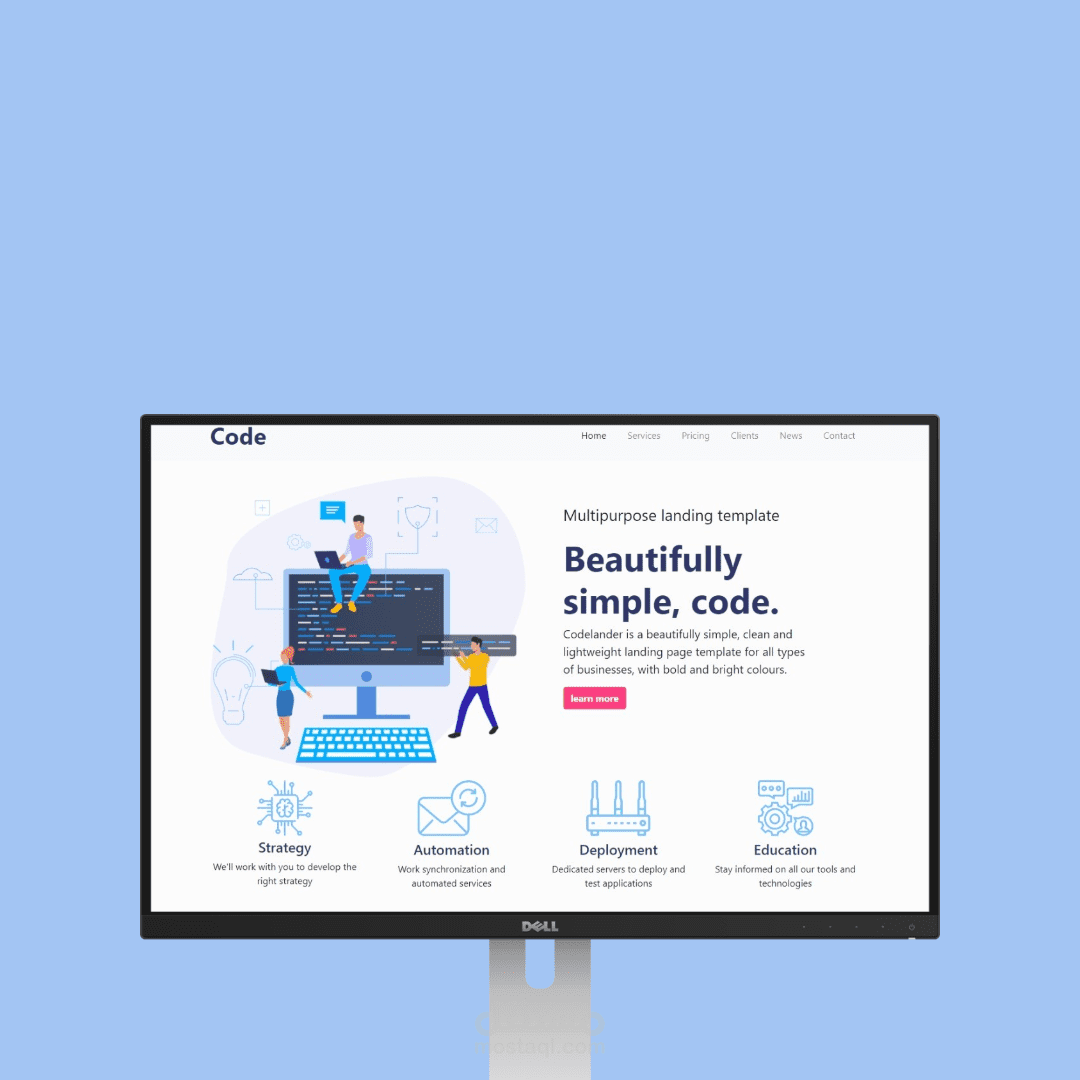 Code
Home Services Pricing Clients News Contact
Multipurpose landing template
Beautifully
simple, code.
Codelander is a beautifully simple, clean and
lightweight landing page template for all types
of businesses, with bold and bright colours.
learn more
Strategy
We'll work with you to develop the
right strategy
Automation
Work synchronization and
automated services
Deployment
Dedicated servers to deploy and
test applications
Education
Stay informed on all our tools and
technologies
DELL
mostaql.com